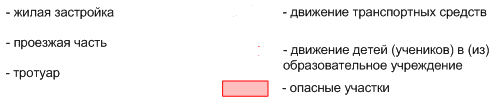 - жилая застройка
- проезжая часть
- тротуар
- движение транспортных средств
- движение детей (учеников) в (из)
образовательное учреждение
- опасные участки